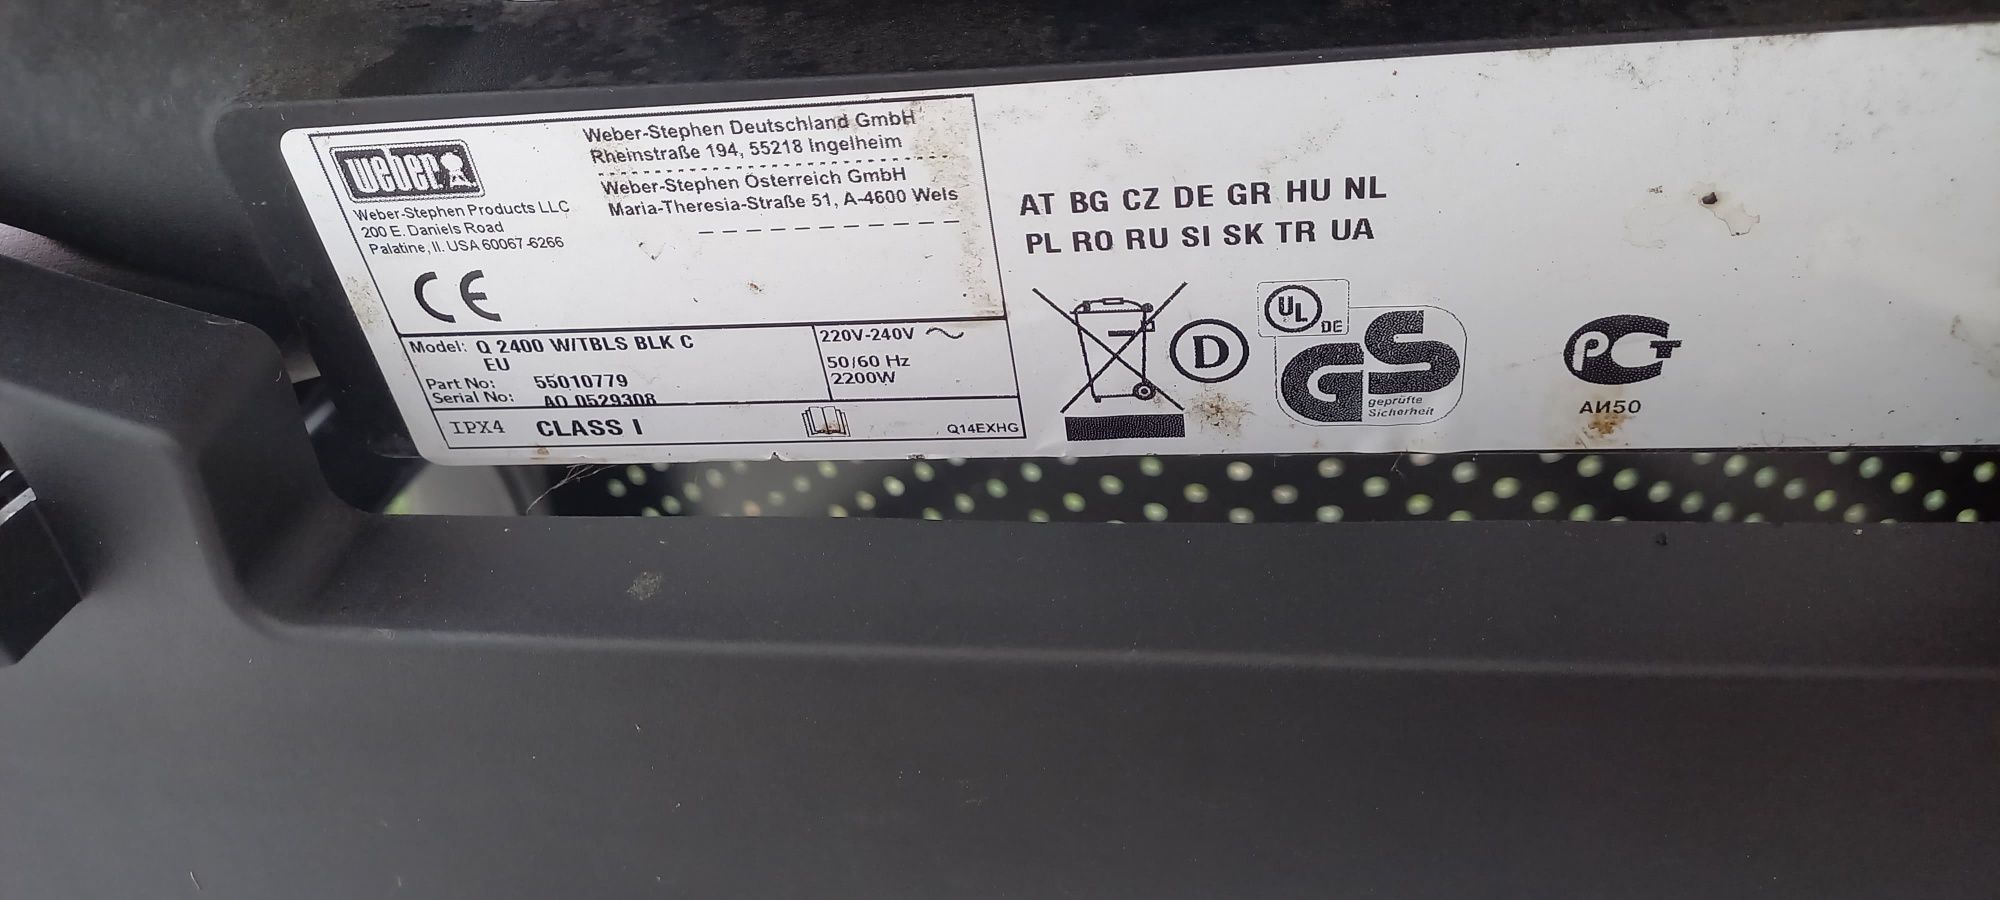 weber
Weber-Stephen Products LLC
200 E. Daniels Road
Palatine, Il. USA 60067-6266
Weber-Stephen Deutschland GmbH
Rheinstraße 194, 55218 Ingelheim
Weber-Stephen Österreich GmbH
Maria-Theresia-Straße 51, A-4600 Wels
CE
Model: Q 2400 W/TBLS BLK C
EU
Part No: 55010779
Serial No: AO 0529308
220V-240V
50/60 Hz
2200W
IPX4 CLASS I
Q14EXHG
AT BG CZ DE GR HU NL
PL RO RU SI SK TR UA
D
UL
DE
GS
geprüfte
Sicherheit
РСТ
АИ50